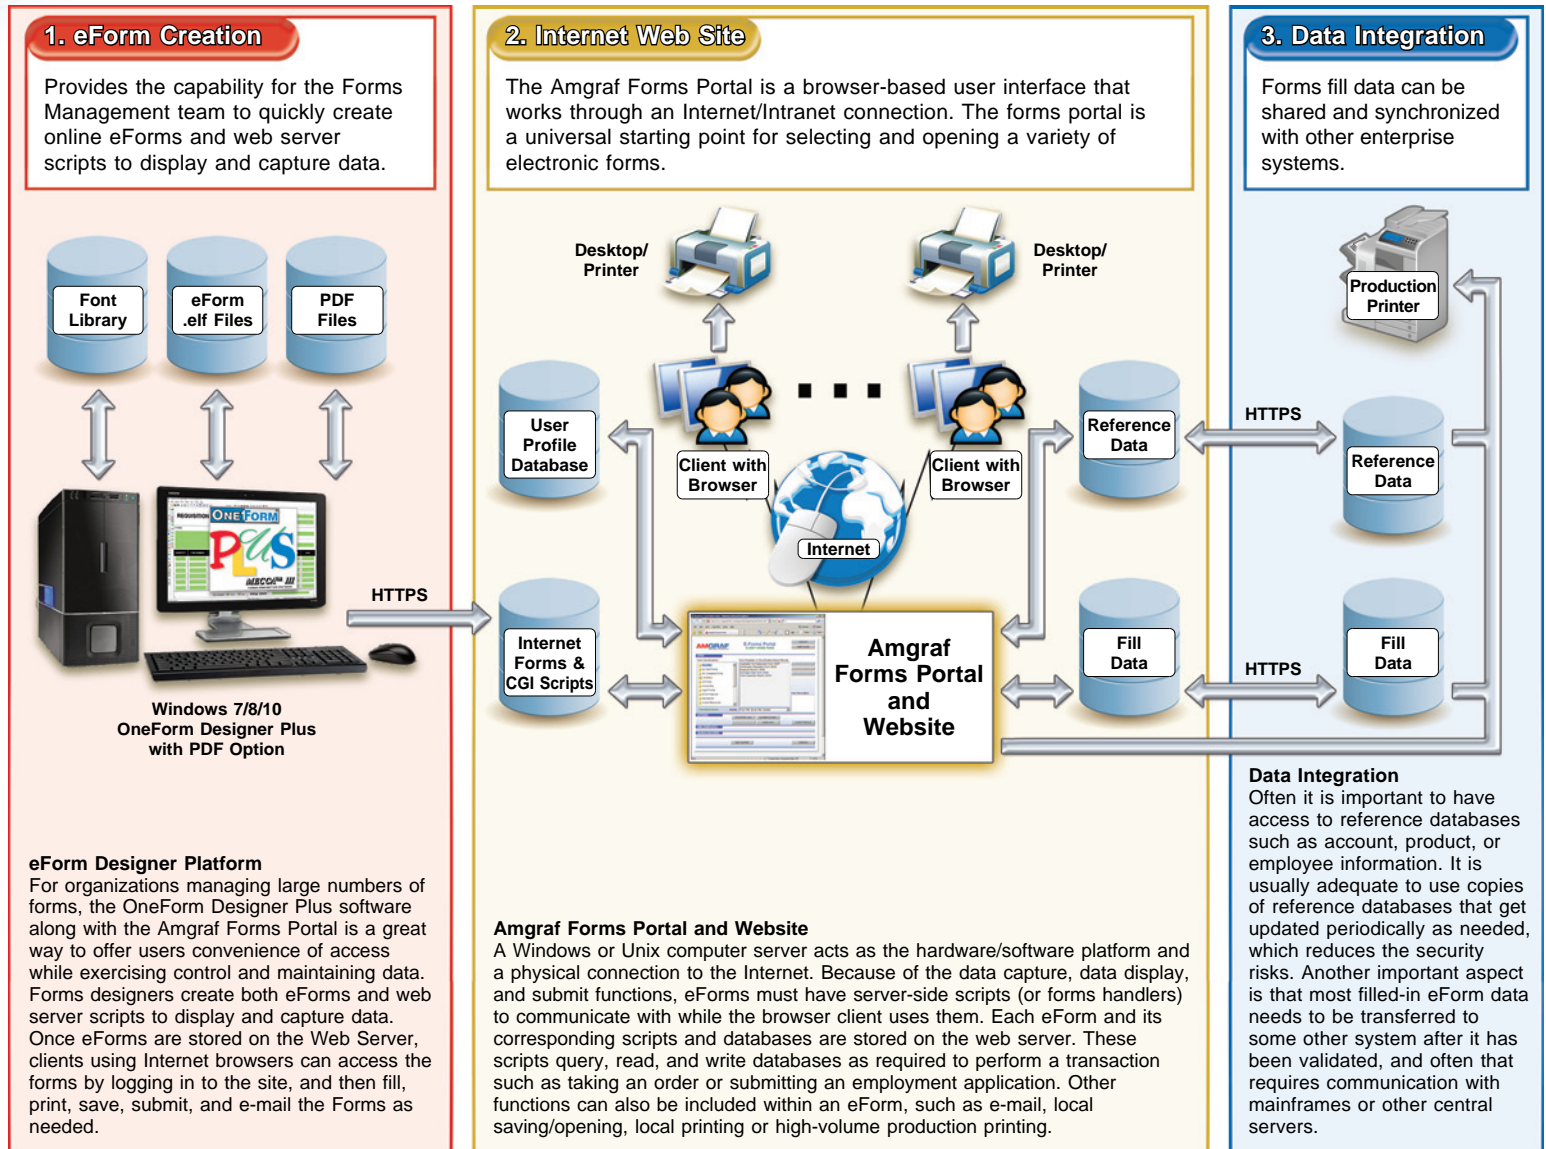 1. eForm Creation
Provides the capability for the Forms
Management team to quickly create
online eForms and web server
scripts to display and capture data.
Font
Library
eForm
.elf Files
PDF
Files
REQUISITION
ONEFORM
PLUS
MECCA III
HTTPS
Windows 7/8/10
OneForm Designer Plus
with PDF Option
eForm Designer Platform
For organizations managing large numbers of
forms, the OneForm Designer Plus software
along with the Amgraf Forms Portal is a great
way to offer users convenience of access
while exercising control and maintaining data.
Forms designers create both eForms and web
server scripts to display and capture data.
Once eForms are stored on the Web Server,
clients using Internet browsers can access the
forms by logging in to the site, and then fill,
print, save, submit, and e-mail the Forms as
needed.
2. Internet Web Site
The Amgraf Forms Portal is a browser-based user interface that
works through an Internet/Intranet connection. The forms portal is
a universal starting point for selecting and opening a variety of
electronic forms.
Desktop/
Printer
Desktop/
Printer
User
Profile
Database
Client with
Browser
Client with
Browser
Internet
Reference
Data
Internet
Forms &
CGI Scripts
AMGRAF
Amgraf
Forms Portal
and
Website
Fill
Data
Amgraf Forms Portal and Website
A Windows or Unix computer server acts as the hardware/software platform and
a physical connection to the Internet. Because of the data capture, data display,
and submit functions, eForms must have server-side scripts (or forms handlers)
to communicate with while the browser client uses them. Each eForm and its
corresponding scripts and databases are stored on the web server. These
scripts query, read, and write databases as required to perform a transaction
such as taking an order or submitting an employment application. Other
functions can also be included within an eForm, such as e-mail, local
saving/opening, local printing or high-volume production printing.
3. Data Integration
Forms fill data can be
shared and synchronized
with other enterprise
systems.
Production
Printer
HTTPS
Reference
Data
HTTPS
Fill
Data
Data Integration
Often it is important to have
access to reference databases
such as account, product, or
employee information. It is
usually adequate to use copies
of reference databases that get
updated periodically as needed,
which reduces the security
risks. Another important aspect
is that most filled-in eForm data
needs to be transferred to
some other system after it has
been validated, and often that
requires communication with
mainframes or other central
servers.